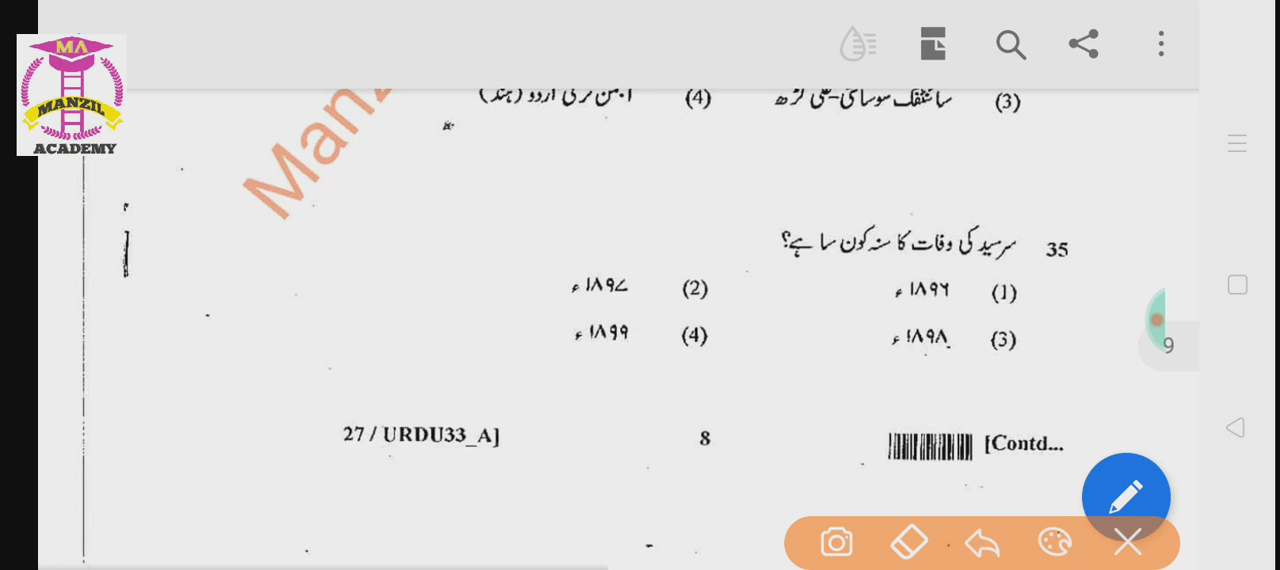 MA
MANZIL
ACADEMY
Manz
(3) سائنٹفک سوسائٹی-علی گڑھ (4) انجمن ترقی اردو (ہند)
35 سرسید کی وفات کا سنہ کون سا ہے؟
(1) ۱۸۹۶ء (2) ۱۸۹۷ء
(3) ۱۸۹۸ء (4) ۱۸۹۹ء
9
27 / URDU33_A] 8 [Contd...